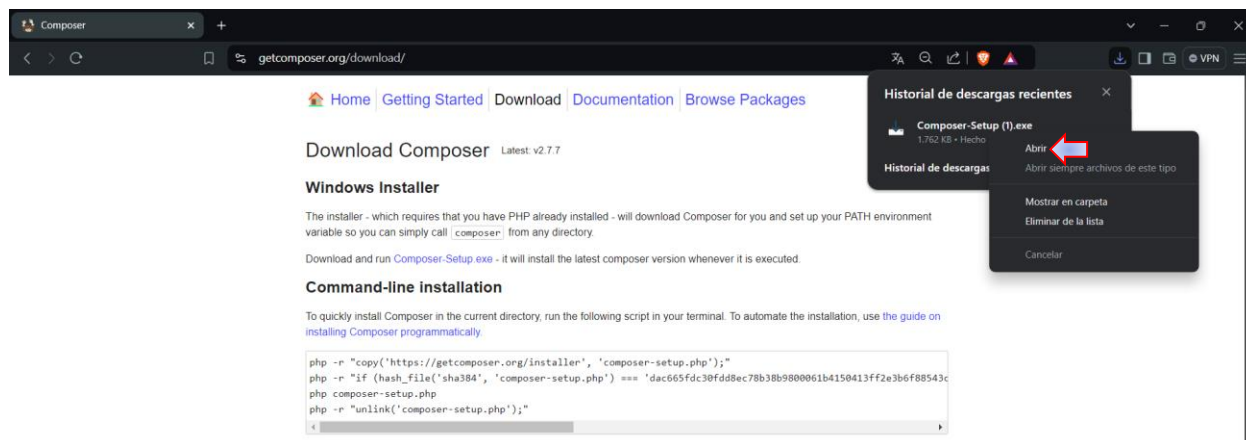 Composer
getcomposer.org/download/
VPN
Home Getting Started Download Documentation Browse Packages
Historial de descargas recientes
Composer-Setup (1).exe
1.762 KB • Hecho
Historial de descargas
Abrir
Abrir siempre archivos de este tipo
Mostrar en carpeta
Eliminar de la lista
Cancelar
Download Composer Latest: v2.7.7
Windows Installer
The installer - which requires that you have PHP already installed - will download Composer for you and set up your PATH environment
variable so you can simply call composer from any directory.
Download and run Composer-Setup.exe - it will install the latest composer version whenever it is executed.
Command-line installation
To quickly install Composer in the current directory, run the following script in your terminal. To automate the installation, use the guide on
installing Composer programmatically.
php -r "copy('https://getcomposer.org/installer', 'composer-setup.php');"
php -r "if (hash_file('sha384', 'composer-setup.php') === 'dac665fdc30fdd8ec78b38b9800061b4150413ff2e3b6f88543c
php composer-setup.php
php -r "unlink('composer-setup.php');"